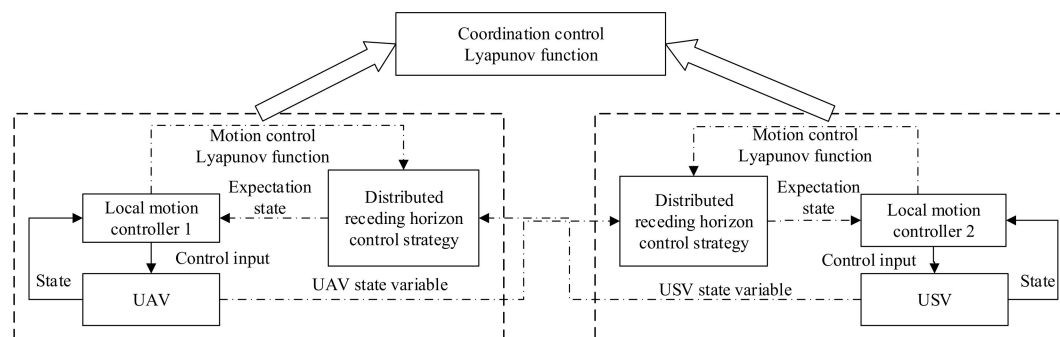 Coordination control
Lyapunov function
Motion control
Lyapunov function
Expectation
state
Distributed
receding horizon
control strategy
Local motion
controller 1
Control input
State
UAV
UAV state variable
Motion control
Lyapunov function
Distributed
receding horizon
control strategy
Expectation
state
Local motion
controller 2
Control input
USV state variable
USV
State